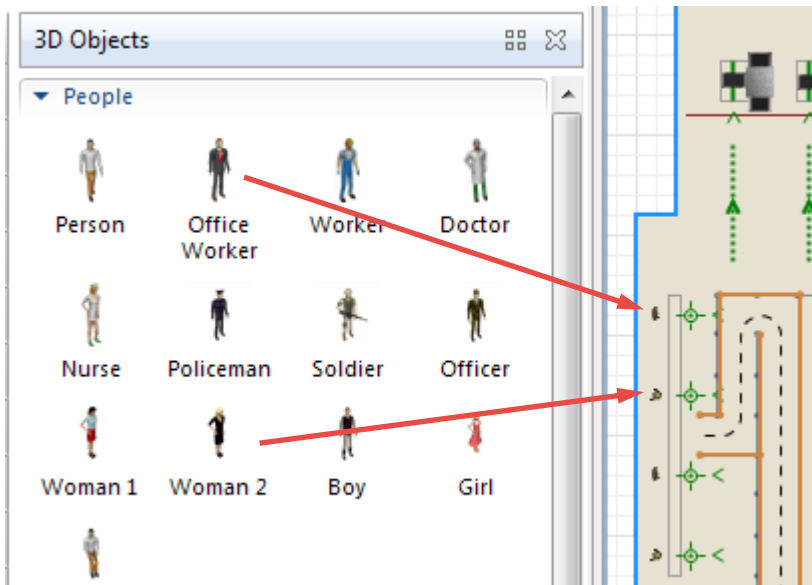 3D Objects
People
Person
Office
Worker
Worker
Doctor
Nurse
Policeman
Soldier
Officer
Woman 1
Woman 2
Boy
Girl